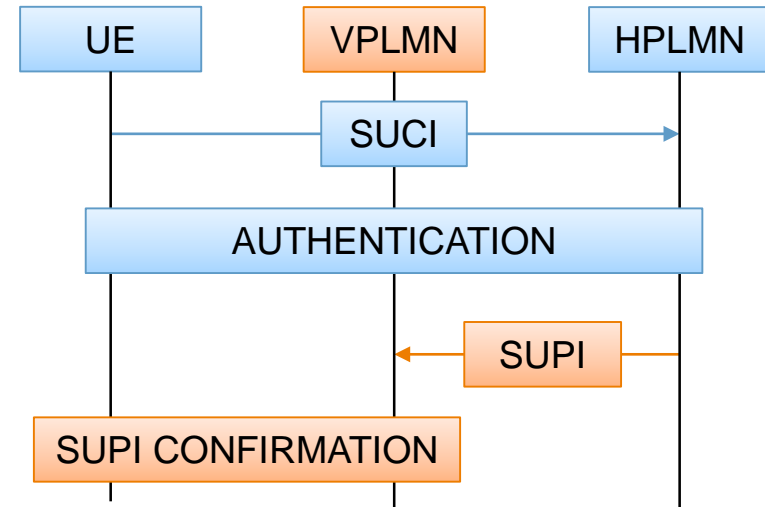 UE
VPLMN
HPLMN
SUCI
AUTHENTICATION
SUPI
SUPI CONFIRMATION